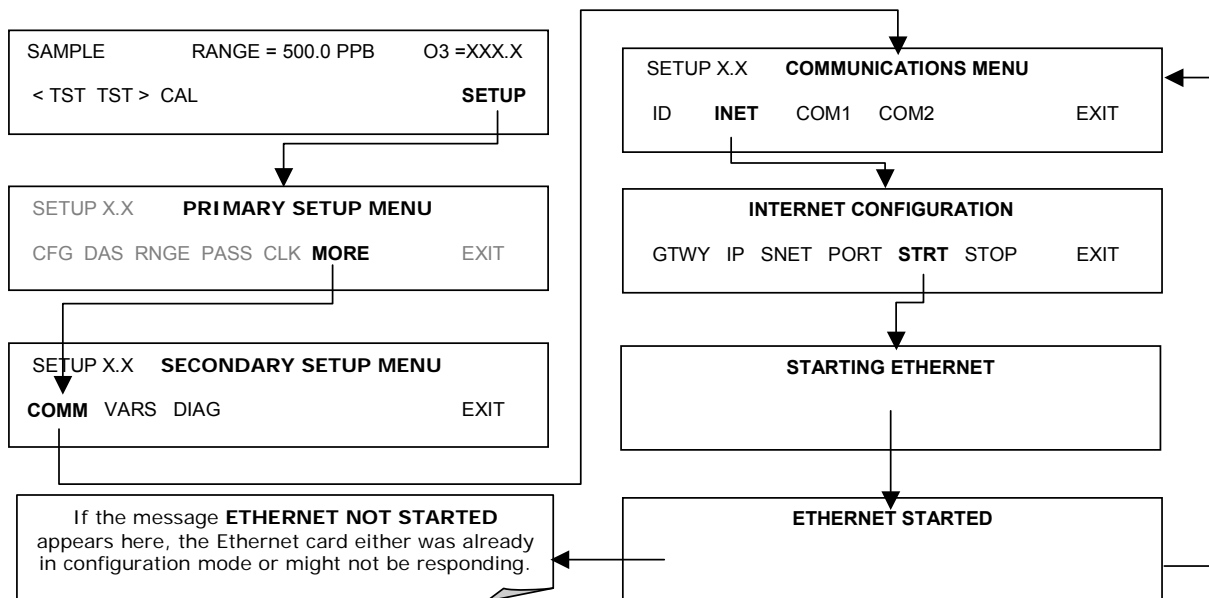 SAMPLE RANGE = 500.0 PPB O3 =XXX.X
< TST TST > CAL SETUP
SETUP X.X PRIMARY SETUP MENU
CFG DAS RNGE PASS CLK MORE EXIT
SETUP X.X SECONDARY SETUP MENU
COMM VARS DIAG EXIT
SETUP X.X COMMUNICATIONS MENU
ID INET COM1 COM2 EXIT
INTERNET CONFIGURATION
GTWY IP SNET PORT STRT STOP EXIT
STARTING ETHERNET
ETHERNET STARTED
If the message ETHERNET NOT STARTED
appears here, the Ethernet card either was already
in configuration mode or might not be responding.